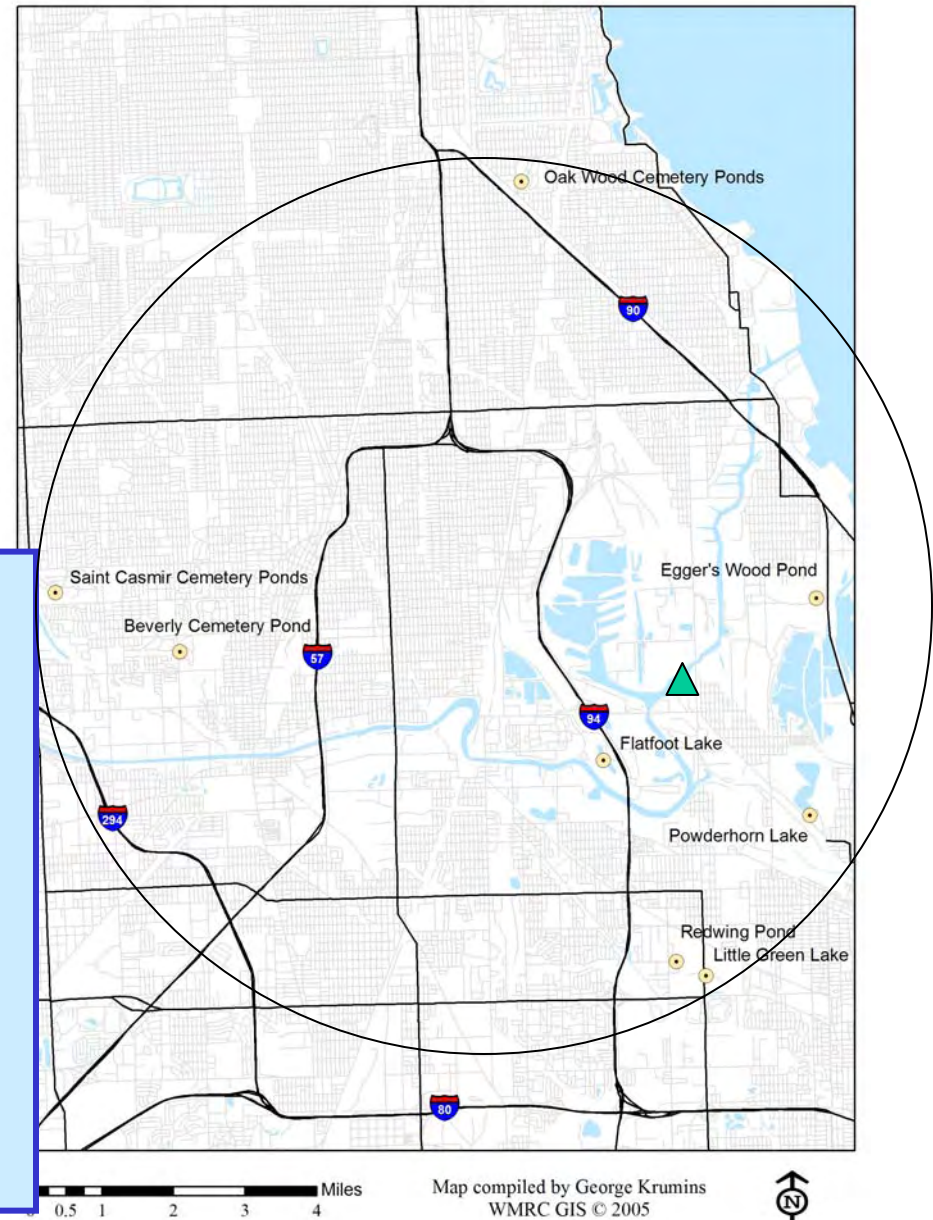 Oak Wood Cemetery Ponds
90
Egger's Wood Pond
Saint Casmir Cemetery Ponds
Beverly Cemetery Pond
57
94
Flatfoot Lake
294
Powderhorn Lake
Redwing Pond
Little Green Lake
80
Miles
0.5 1 2 3 4
Map compiled by George Krumins
WMRC GIS © 2005
N